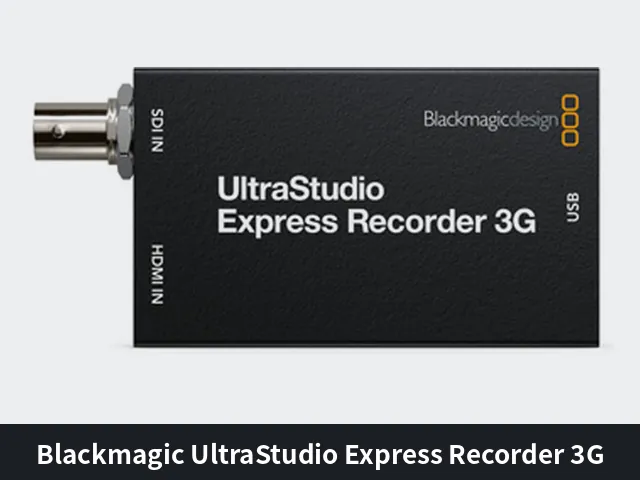 SDI IN
Blackmagicdesign
UltraStudio
Express Recorder 3G
USB
HDMI IN
Blackmagic UltraStudio Express Recorder 3G